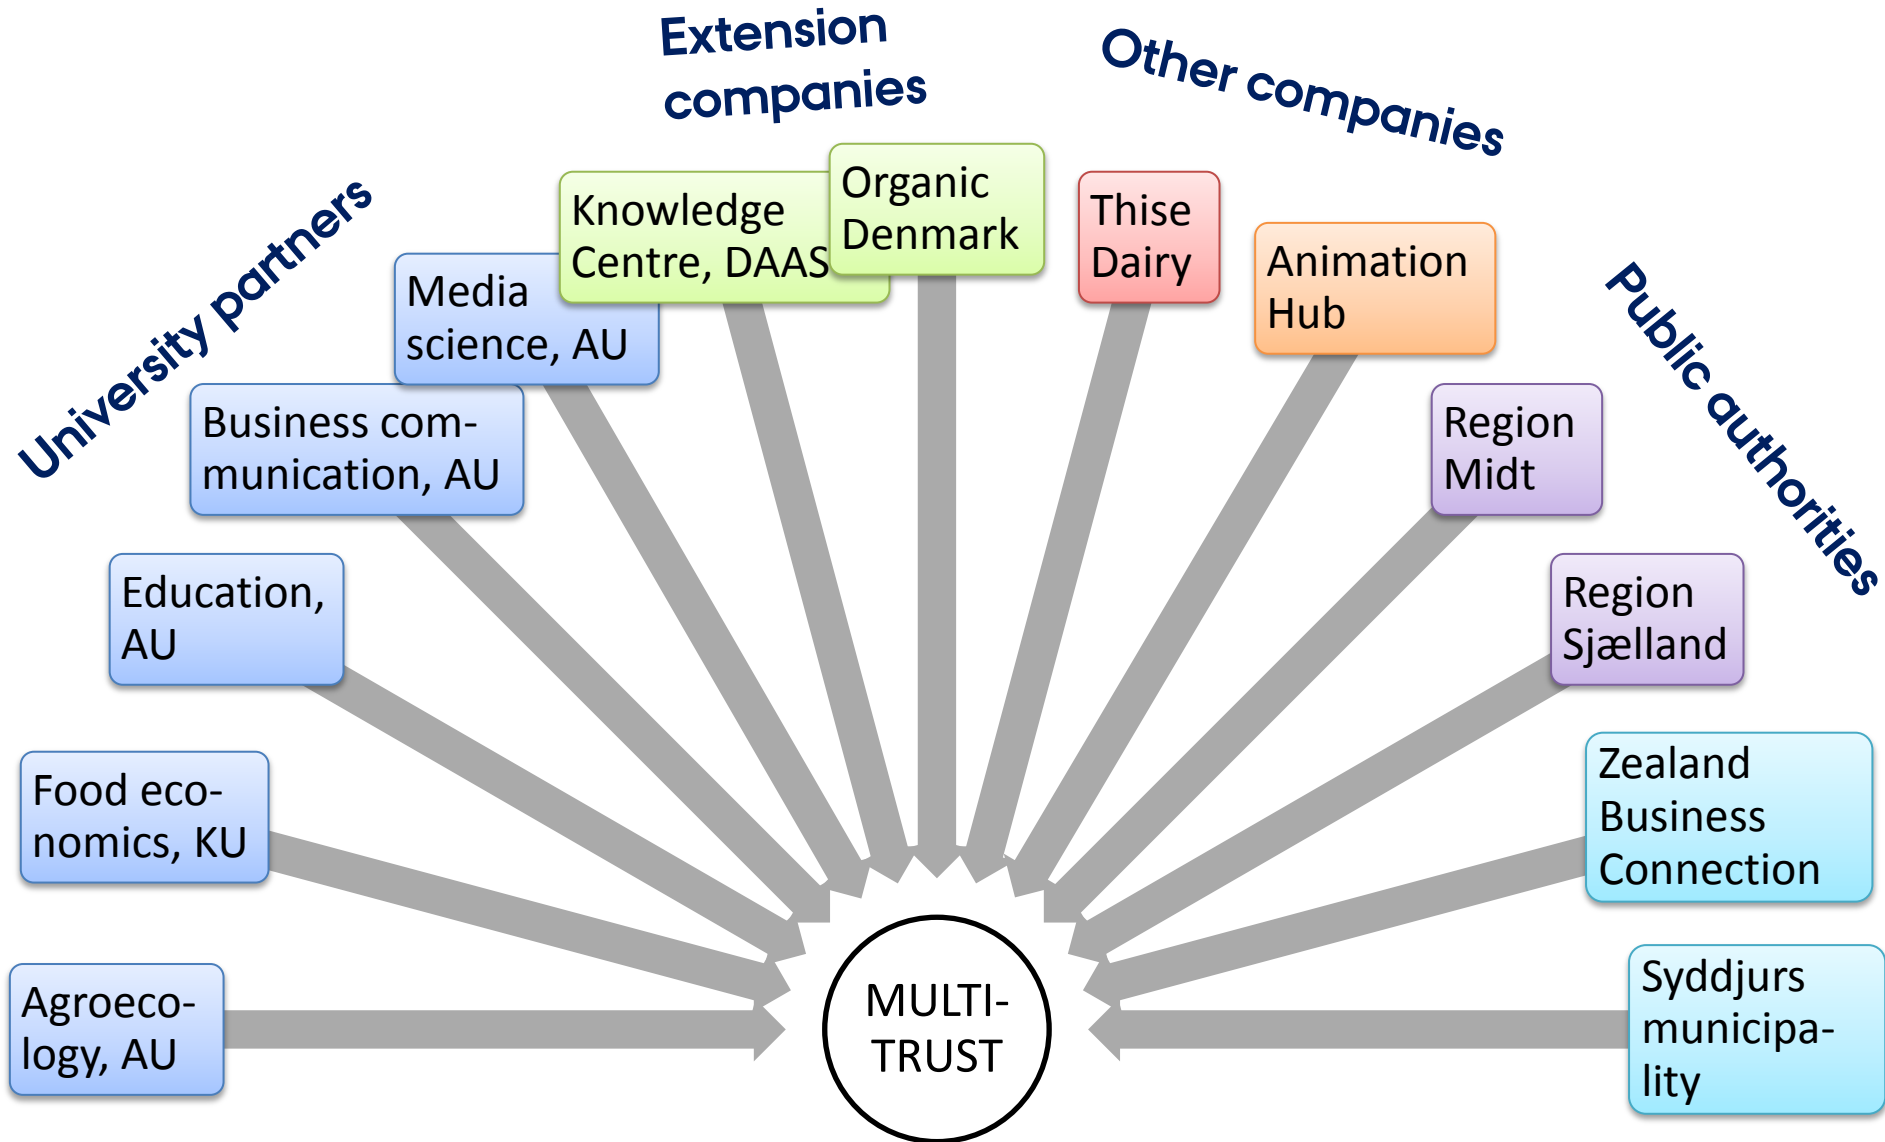 Extension
companies
Other companies
University partners
Public authorities
Agroeco-
logy, AU
Food eco-
nomics, KU
Education,
AU
Business com-
munication, AU
Media
science, AU
Knowledge
Centre, DAAS
Organic
Denmark
Thise
Dairy
Animation
Hub
Region
Midt
Region
Sjælland
Zealand
Business
Connection
Syddjurs
municipa-
lity
MULTI-
TRUST